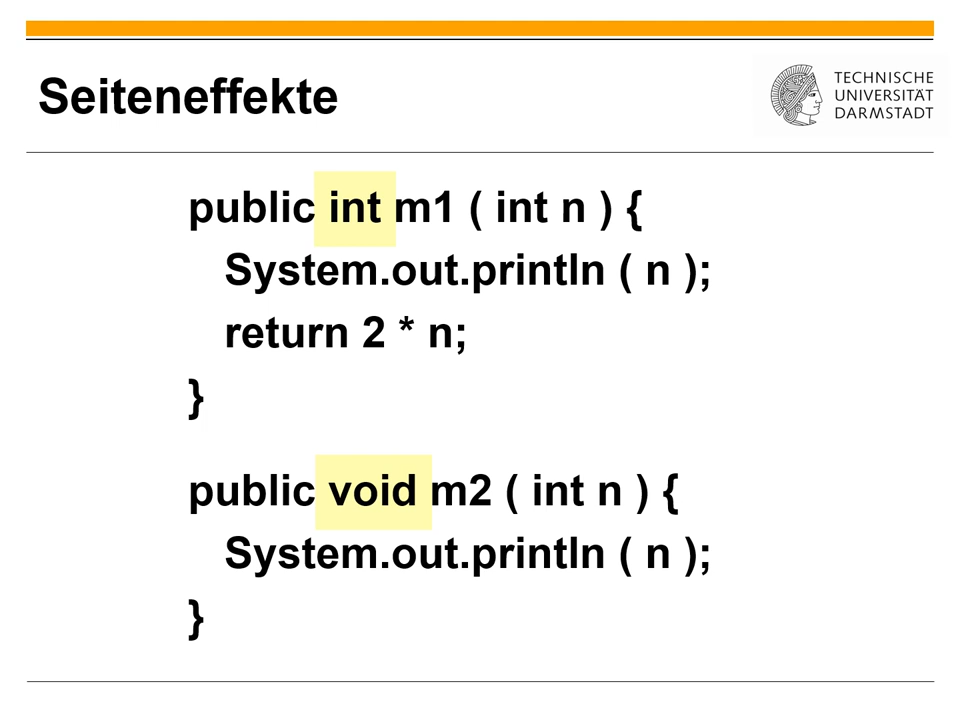 Seiteneffekte
TECHNISCHE
UNIVERSITÄT
DARMSTADT
public int m1 ( int n ) {
System.out.println ( n );
return 2 * n;
}
public void m2 ( int n ) {
System.out.println ( n );
}